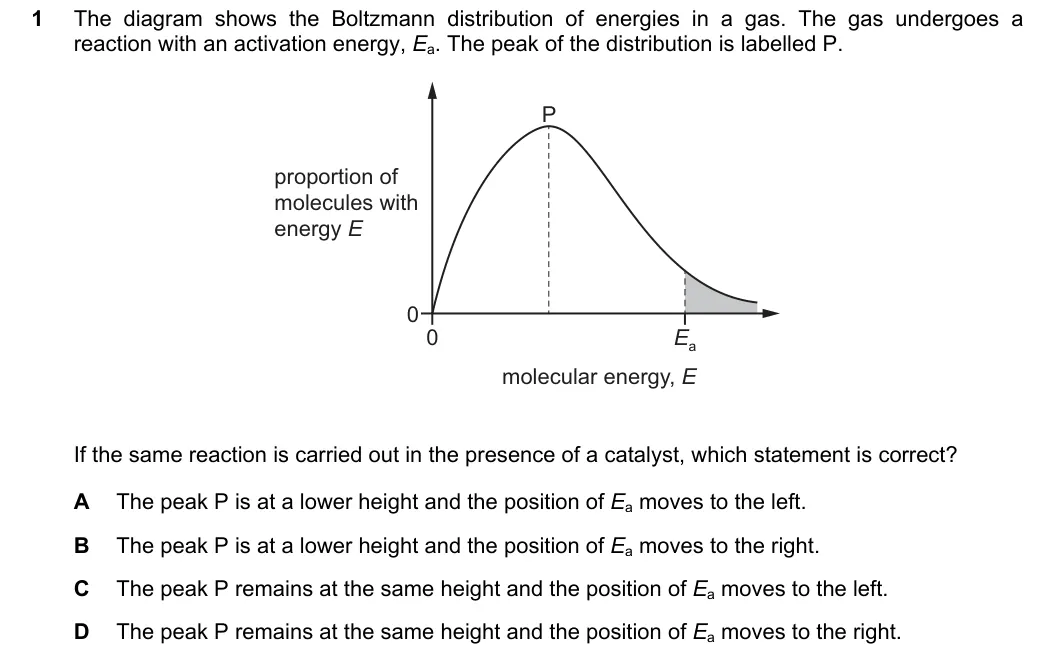 1 The diagram shows the Boltzmann distribution of energies in a gas. The gas undergoes a
reaction with an activation energy, Eₐ. The peak of the distribution is labelled P.
P
proportion of
molecules with
energy E
0
0
Eₐ
molecular energy, E
If the same reaction is carried out in the presence of a catalyst, which statement is correct?
A The peak P is at a lower height and the position of Eₐ moves to the left.
B The peak P is at a lower height and the position of Eₐ moves to the right.
C The peak P remains at the same height and the position of Eₐ moves to the left.
D The peak P remains at the same height and the position of Eₐ moves to the right.